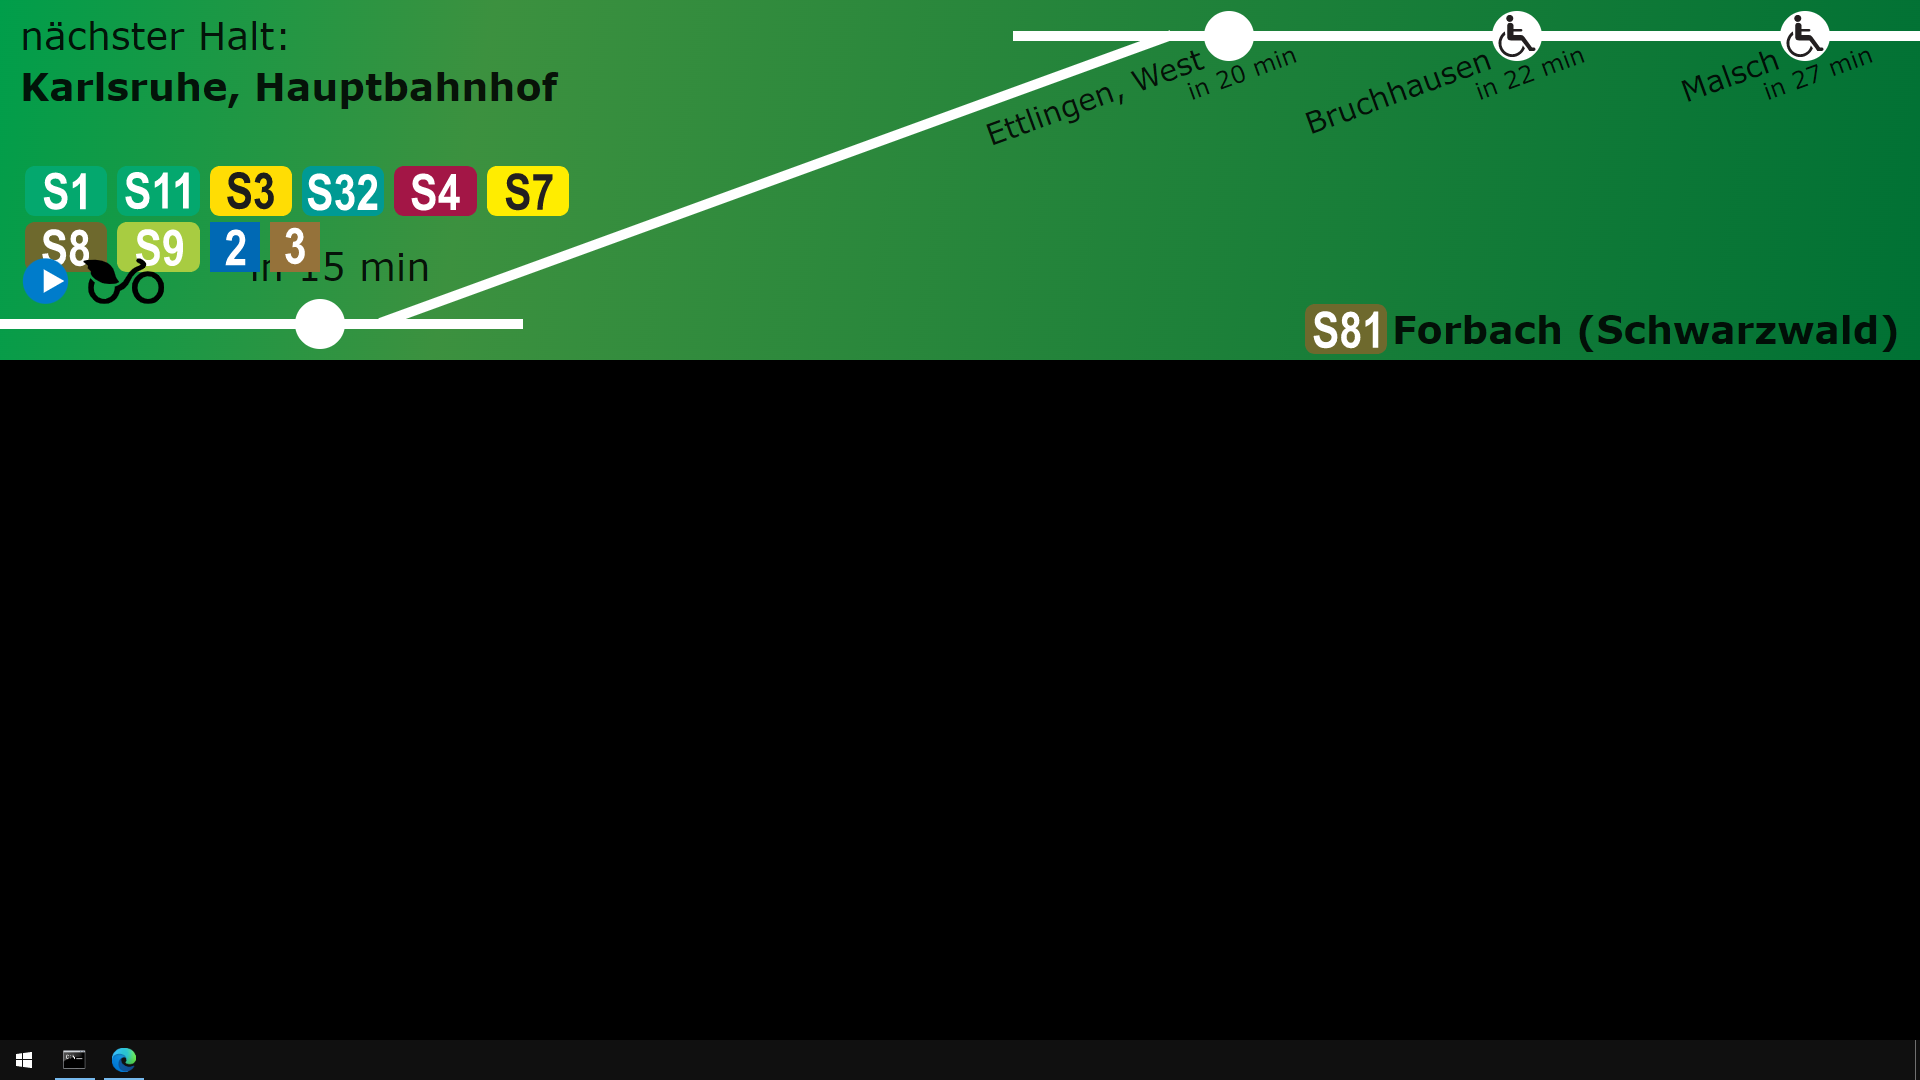 nächster Halt:
Karlsruhe, Hauptbahnhof
S1 S11 S3 S32 S4 S7
S8 S9 2 3
in 15 min
Ettlingen, West
in 20 min
Bruchhausen
in 22 min
Malsch
in 27 min
S81 Forbach (Schwarzwald)